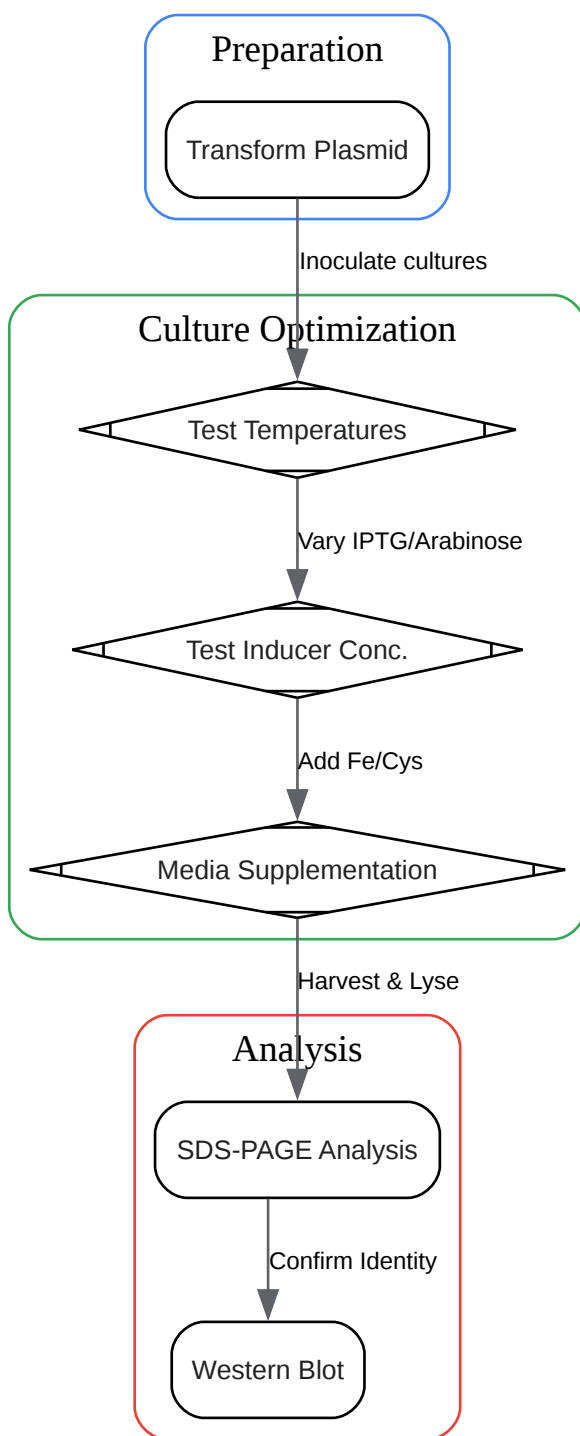 Preparation
Transform Plasmid
Inoculate cultures
Culture Optimization
Test Temperatures
Vary IPTG/Arabinose
Test Inducer Conc.
Add Fe/Cys
Media Supplementation
Harvest & Lyse
Analysis
SDS-PAGE Analysis
Confirm Identity
Western Blot